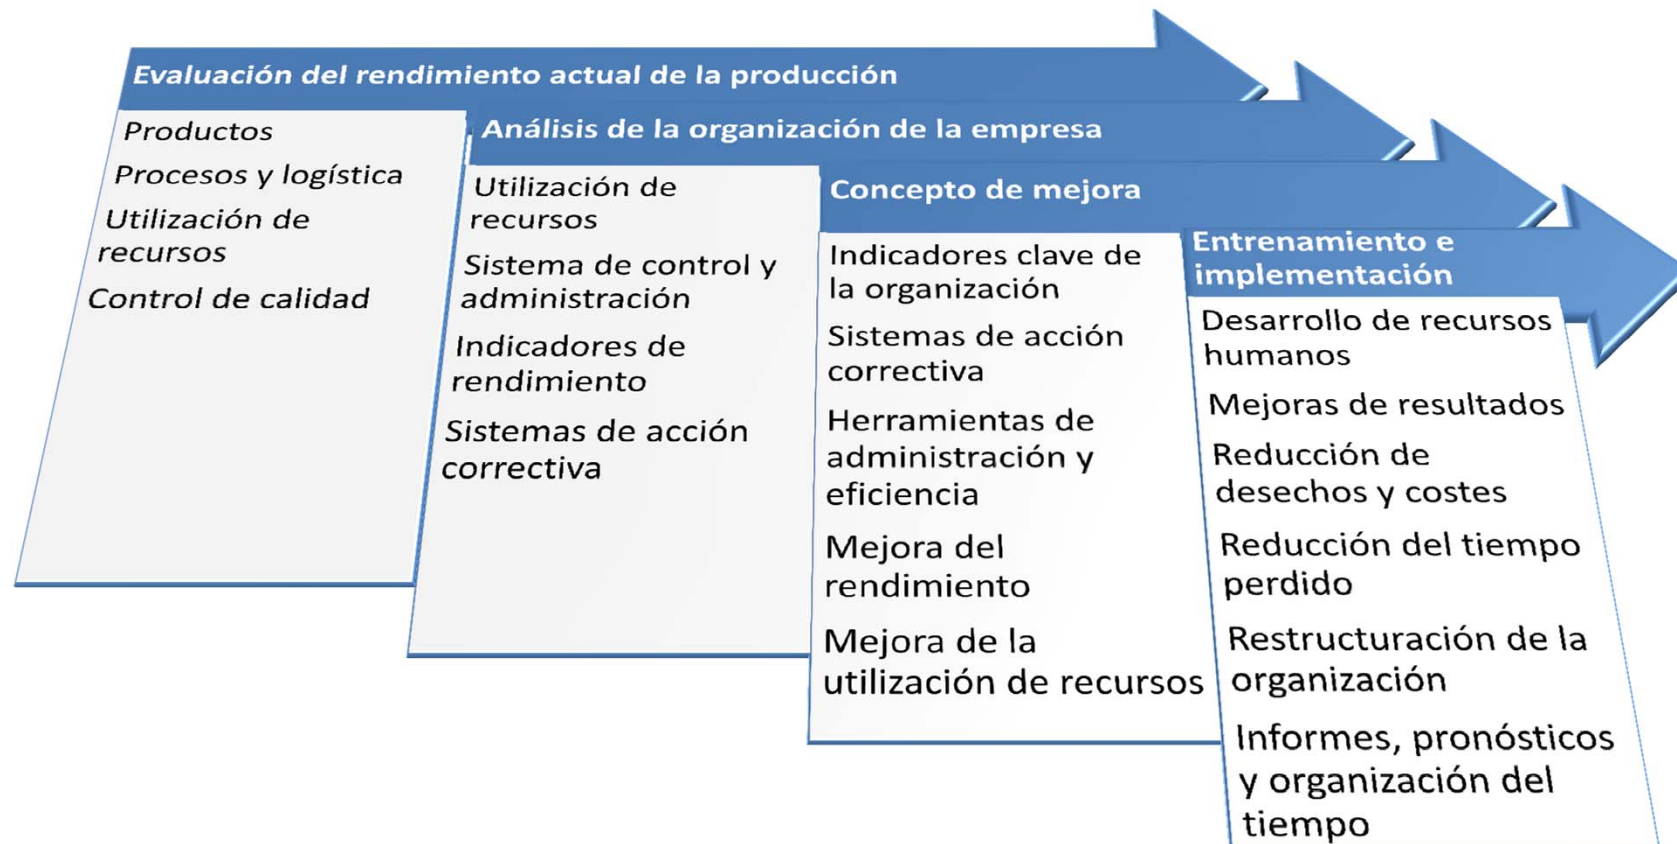 Evaluación del rendimiento actual de la producción
Productos
Procesos y logística
Utilización de
recursos
Control de calidad
Análisis de la organización de la empresa
Utilización de
recursos
Sistema de control y
administración
Indicadores de
rendimiento
Sistemas de acción
correctiva
Concepto de mejora
Indicadores clave de
la organización
Sistemas de acción
correctiva
Herramientas de
administración y
eficiencia
Mejora del
rendimiento
Mejora de la
utilización de recursos
Entrenamiento e
implementación
Desarrollo de recursos
humanos
Mejoras de resultados
Reducción de
desechos y costes
Reducción del tiempo
perdido
Restructuración de la
organización
Informes, pronósticos
y organización del
tiempo